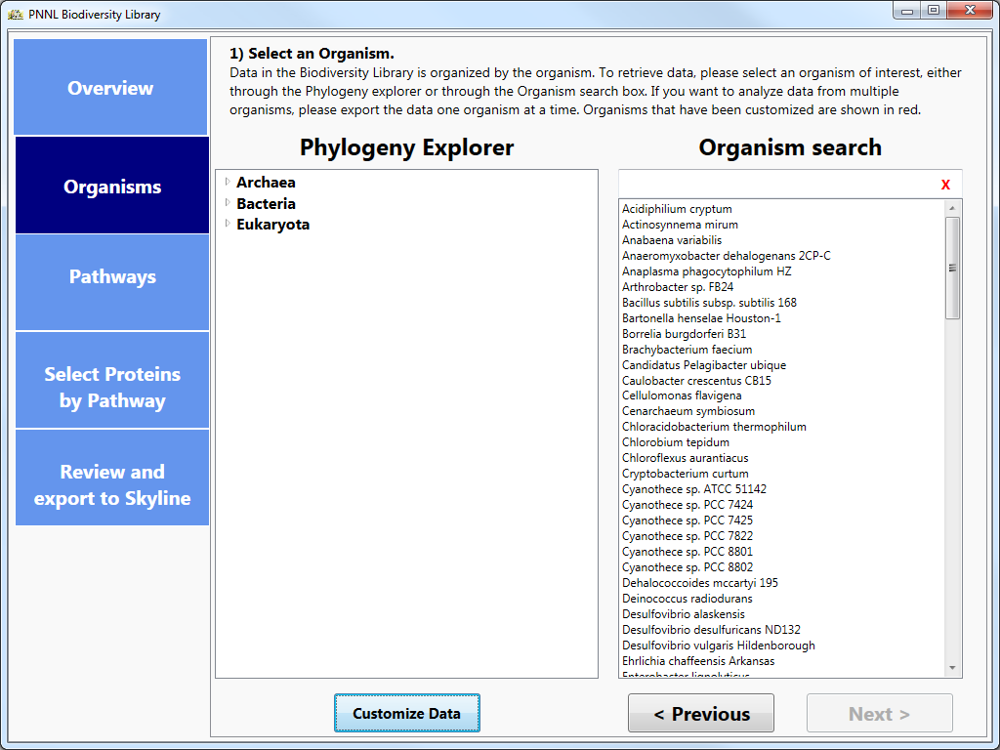 PNNL Biodiversity Library
Overview
Organisms
Pathways
Select Proteins
by Pathway
Review and
export to Skyline
1) Select an Organism.
Data in the Biodiversity Library is organized by the organism. To retrieve data, please select an organism of interest, either
through the Phylogeny explorer or through the Organism search box. If you want to analyze data from multiple
organisms, please export the data one organism at a time. Organisms that have been customized are shown in red.
Phylogeny Explorer
Archaea
Bacteria
Eukaryota
Organism search
X
Acidiphilium cryptum
Actinosynnema mirum
Anabaena variabilis
Anaeromyxobacter dehalogenans 2CP-C
Anaplasma phagocytophilum HZ
Arthrobacter sp. FB24
Bacillus subtilis subsp. subtilis 168
Bartonella henselae Houston-1
Borrelia burgdorferi B31
Brachybacterium faecium
Candidatus Pelagibacter ubique
Caulobacter crescentus CB15
Cellulomonas flavigena
Cenarchaeum symbiosum
Chloracidobacterium thermophilum
Chlorobium tepidum
Chloroflexus aurantiacus
Cryptobacterium curtum
Cyanothece sp. ATCC 51142
Cyanothece sp. PCC 7424
Cyanothece sp. PCC 7425
Cyanothece sp. PCC 7822
Cyanothece sp. PCC 8801
Cyanothece sp. PCC 8802
Dehalococcoides mccartyi 195
Deinococcus radiodurans
Desulfovibrio alaskensis
Desulfovibrio desulfuricans ND132
Desulfovibrio vulgaris Hildenborough
Ehrlichia chaffeensis Arkansas
Enterobacter lignolyticus
Customize Data
< Previous
Next >